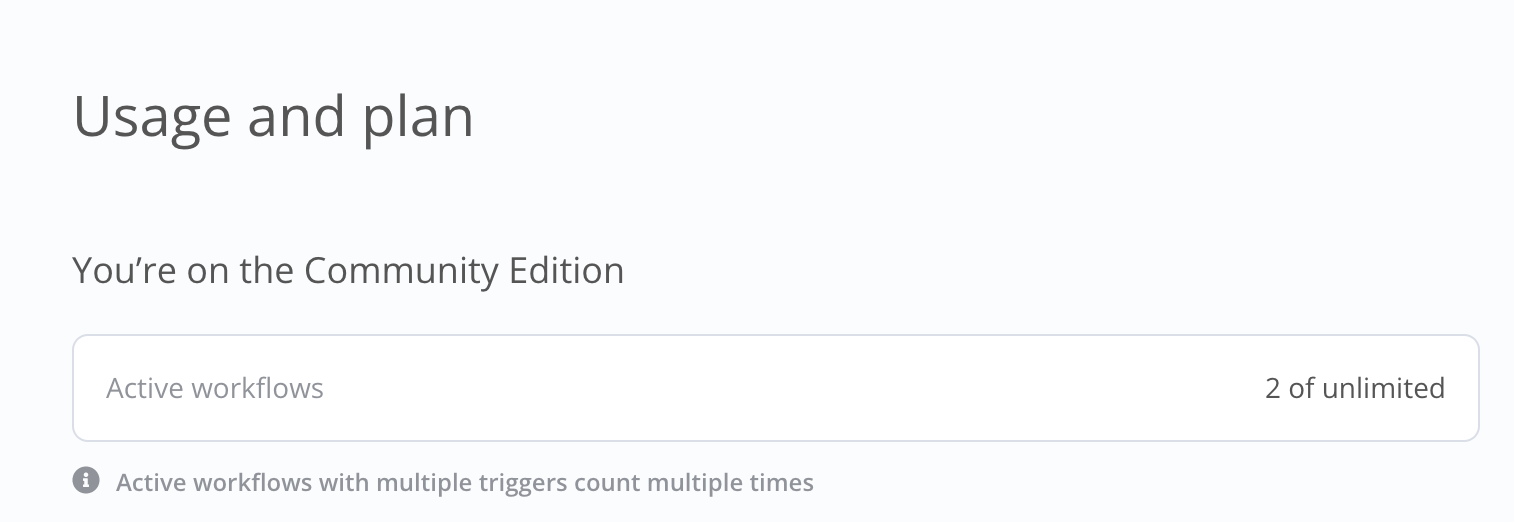 Usage and plan
You’re on the Community Edition
Active workflows 2 of unlimited
Active workflows with multiple triggers count multiple times